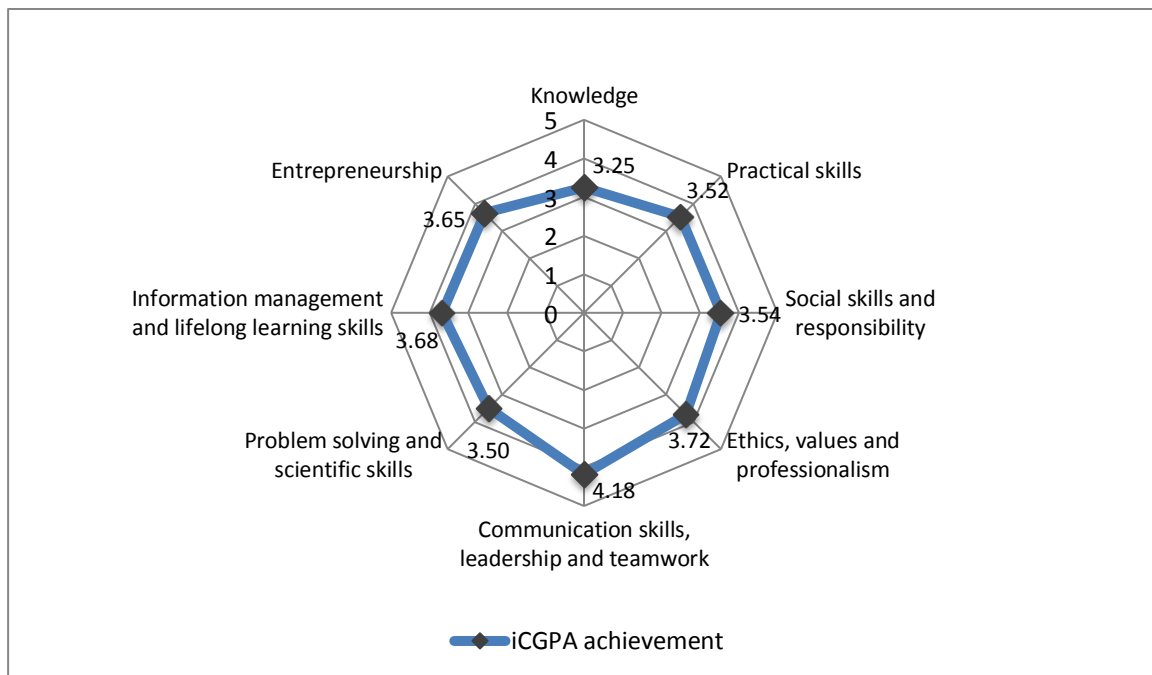 Knowledge
5
4
3.25
Entrepreneurship
Practical skills
3.52
3
3.65
2
1
Information management
and lifelong learning skills
0
Social skills and
responsibility
3.54
3.68
Problem solving and
scientific skills
3.50
3.72
Ethics, values and
professionalism
4.18
Communication skills,
leadership and teamwork
iCGPA achievement